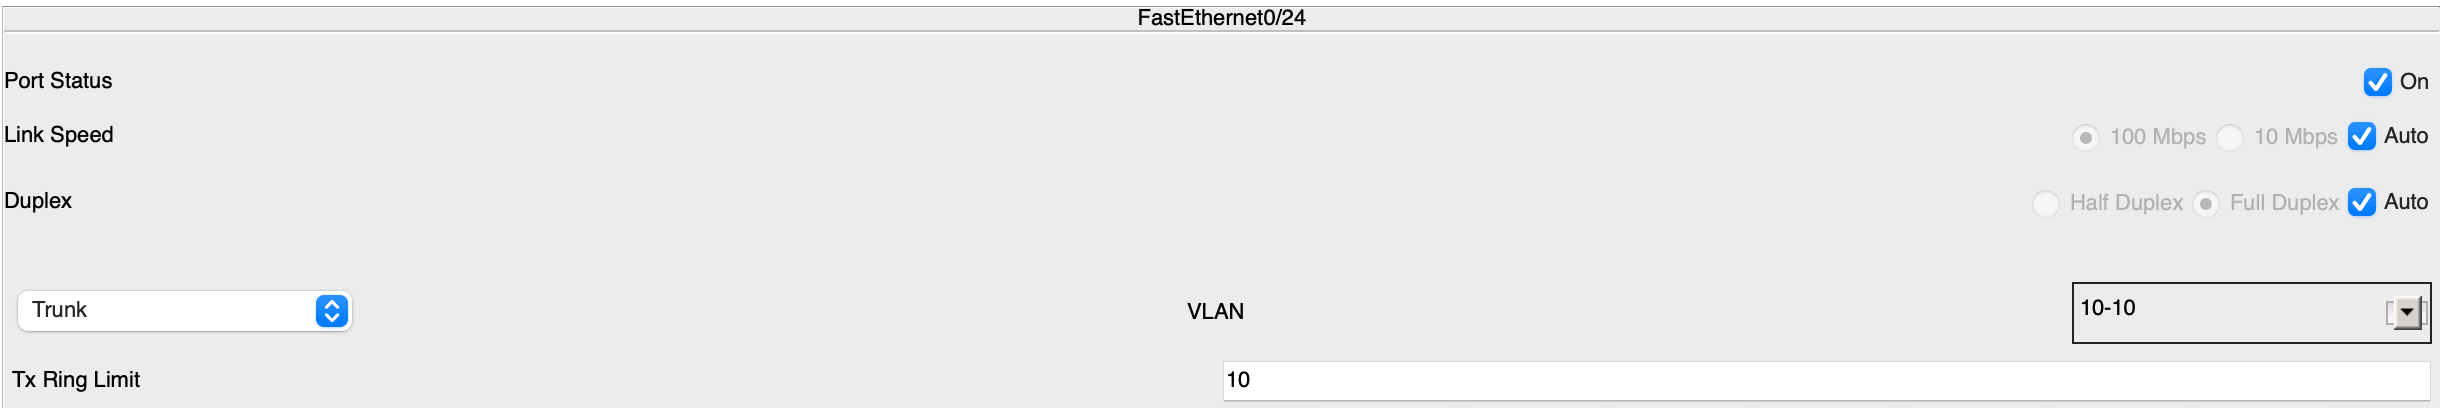 FastEthernet0/24
Port Status On
Link Speed 100 Mbps 10 Mbps Auto
Duplex Half Duplex Full Duplex Auto
Trunk VLAN 10-10
Tx Ring Limit 10